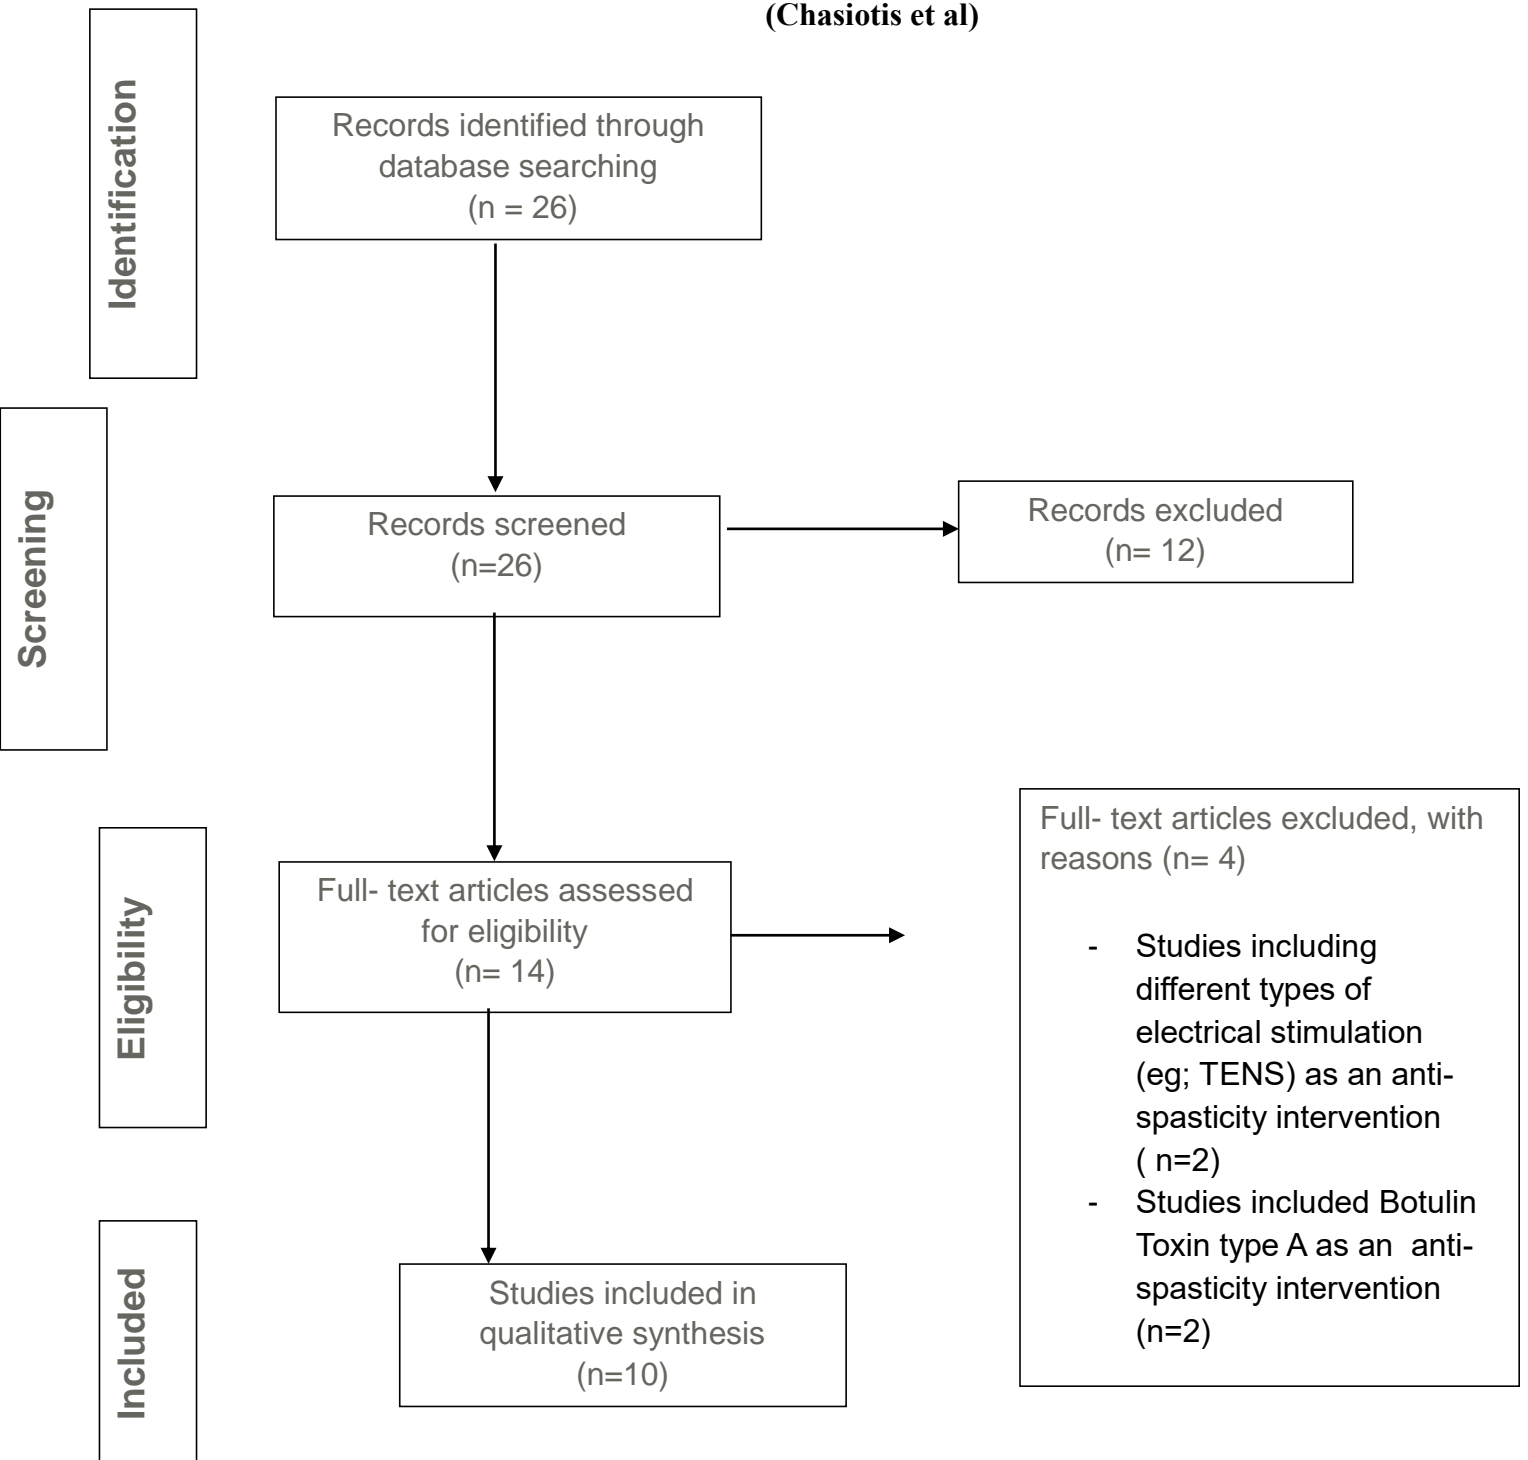 (Chasiotis et al)
Identification
Records identified through
database searching
(n = 26)
Screening
Records screened
(n=26)
Records excluded
(n= 12)
Eligibility
Full- text articles assessed
for eligibility
(n= 14)
Full- text articles excluded, with
reasons (n= 4)
- Studies including
different types of
electrical stimulation
(eg; TENS) as an anti-
spasticity intervention
( n=2)
- Studies included Botulin
Toxin type A as an  anti-
spasticity intervention
(n=2)
Included
Studies included in
qualitative synthesis
(n=10)